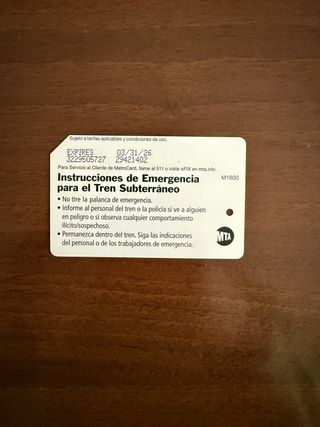 Sujeto a tarifas aplicables y condiciones de uso.
EXPIRES 03/31/26
3229505727 29421402
Para Servicio al Cliente de MetroCard, llame al 511 o visite eFIX en mta.info.
Instrucciones de Emergencia M1600
para el Tren Subterráneo
• No tire la palanca de emergencia.
• Informe al personal del tren o la policía si ve a alguien
en peligro o si observa cualquier comportamiento
ilícito/sospechoso.
• Permanezca dentro del tren. Siga las indicaciones
del personal o de los trabajadores de emergencia.
MTA